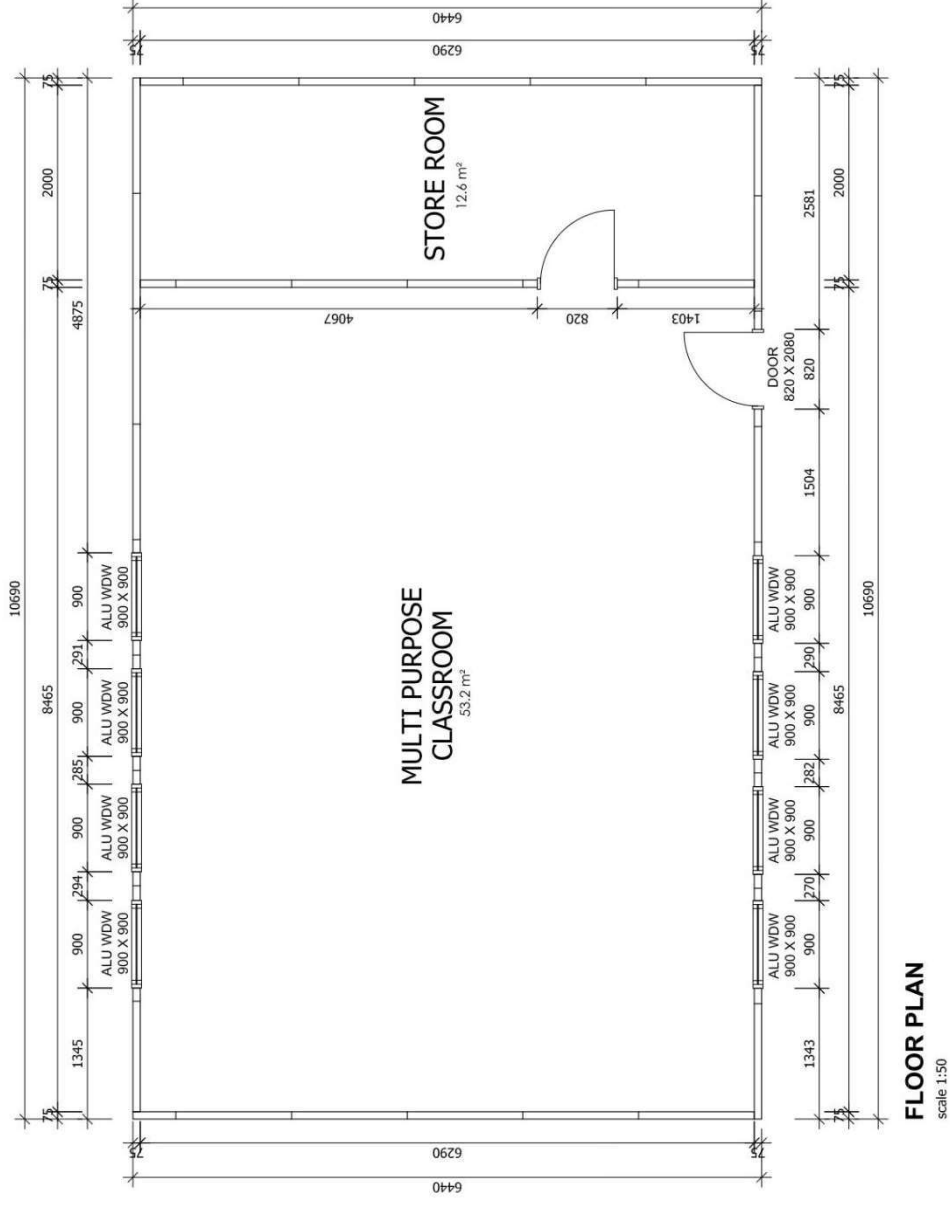 10690
75 8465 75 2000 75
1345 900 294 900 285 900 291 900 4875
ALU WDW
900 X 900
ALU WDW
900 X 900
ALU WDW
900 X 900
ALU WDW
900 X 900
75
6290
75
6440
MULTI PURPOSE
CLASSROOM
53.2 m²
4067
820
1403
STORE ROOM
12.6 m²
75
6290
75
6440
ALU WDW
900 X 900
ALU WDW
900 X 900
ALU WDW
900 X 900
ALU WDW
900 X 900
DOOR
820 X 2080
1343 900 270 900 282 900 290 900 1504 820 2581
75 8465 75 2000 75
10690
FLOOR PLAN
scale 1:50